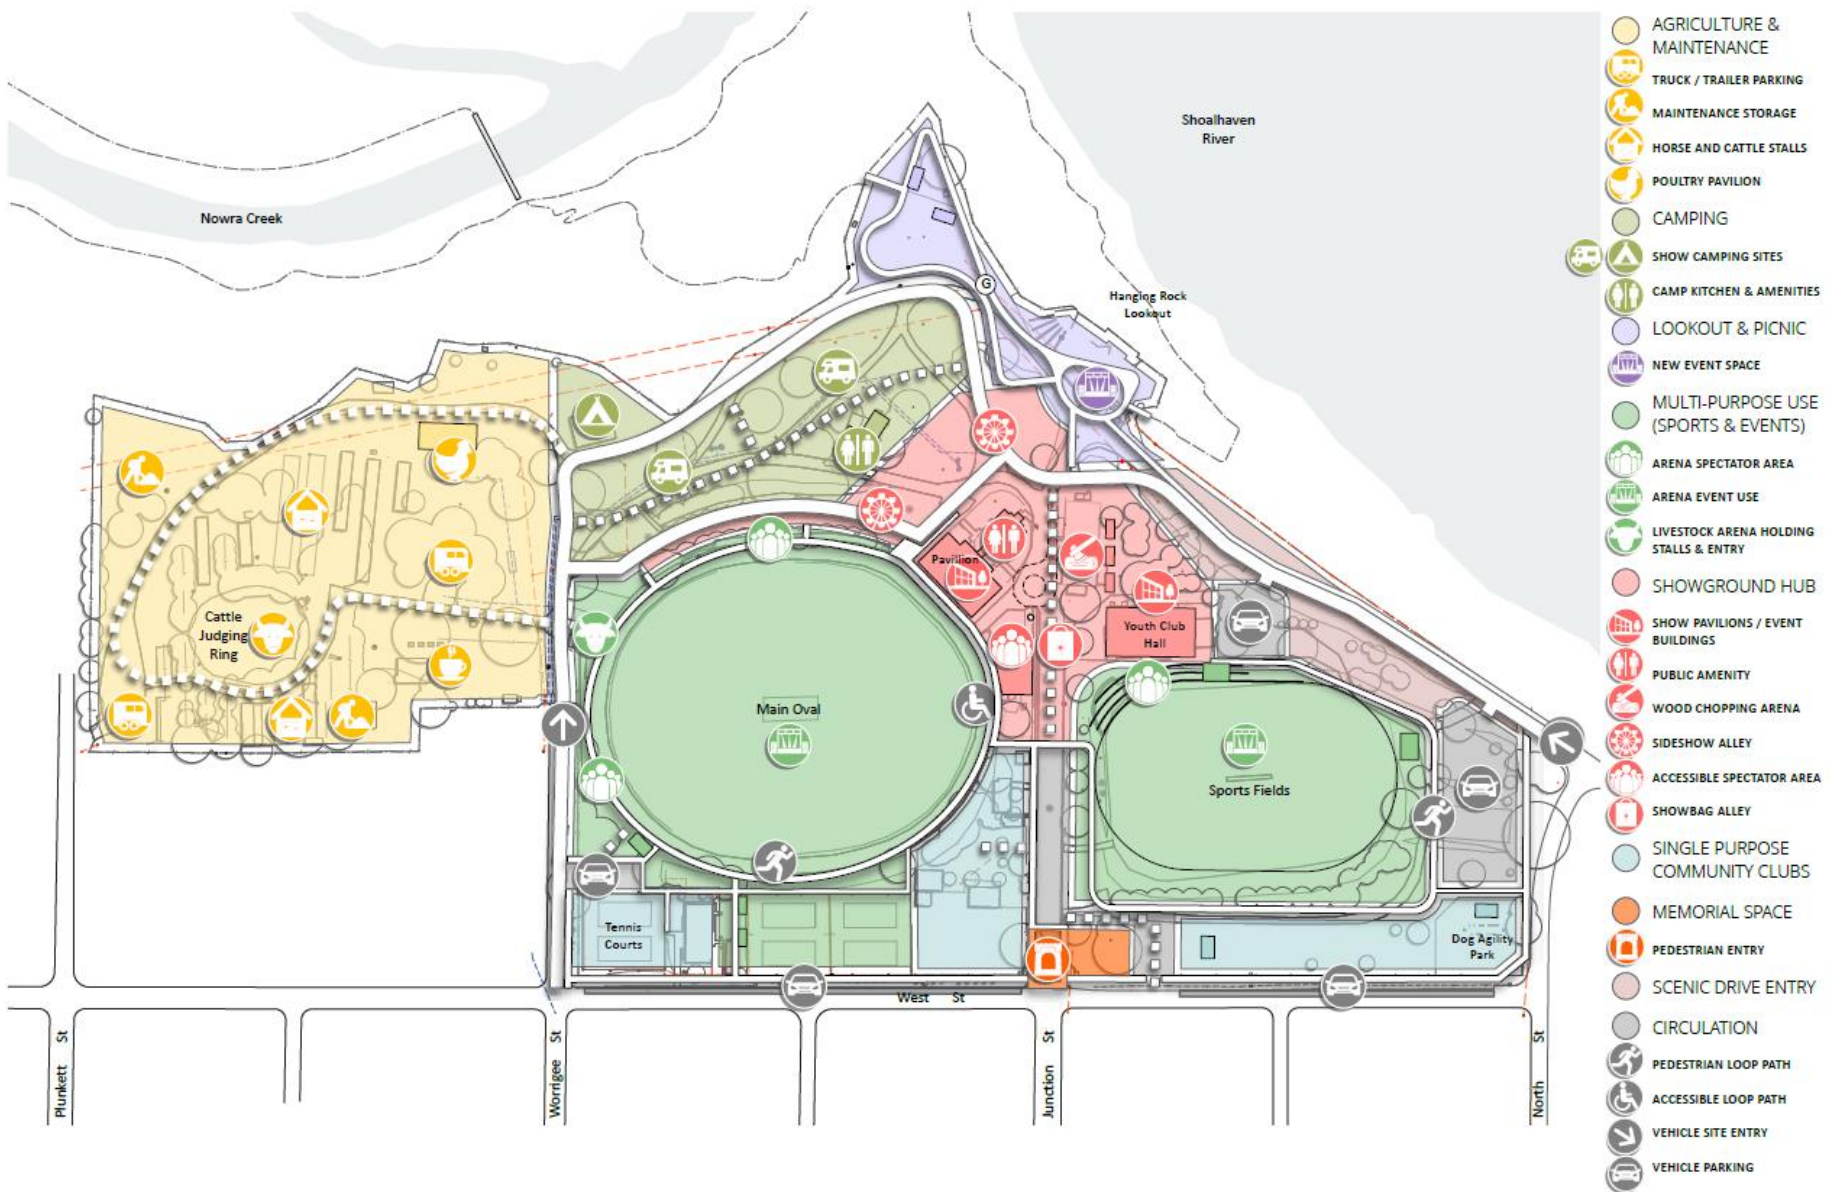 Shoalhaven
River
Nowra Creek
Hanging Rock
Lookout
G
Cattle
Judging
Ring
Pavillion
Youth Club
Hall
Main Oval
Sports Fields
Tennis
Courts
Dog Agility
Park
West St
Plunkett St
Worrigee St
Junction St
North St
AGRICULTURE &
MAINTENANCE
TRUCK / TRAILER PARKING
MAINTENANCE STORAGE
HORSE AND CATTLE STALLS
POULTRY PAVILION
CAMPING
SHOW CAMPING SITES
CAMP KITCHEN & AMENITIES
LOOKOUT & PICNIC
NEW EVENT SPACE
MULTI-PURPOSE USE
(SPORTS & EVENTS)
ARENA SPECTATOR AREA
ARENA EVENT USE
LIVESTOCK ARENA HOLDING
STALLS & ENTRY
SHOWGROUND HUB
SHOW PAVILIONS / EVENT
BUILDINGS
PUBLIC AMENITY
WOOD CHOPPING ARENA
SIDESHOW ALLEY
ACCESSIBLE SPECTATOR AREA
SHOWBAG ALLEY
SINGLE PURPOSE
COMMUNITY CLUBS
MEMORIAL SPACE
PEDESTRIAN ENTRY
SCENIC DRIVE ENTRY
CIRCULATION
PEDESTRIAN LOOP PATH
ACCESSIBLE LOOP PATH
VEHICLE SITE ENTRY
VEHICLE PARKING